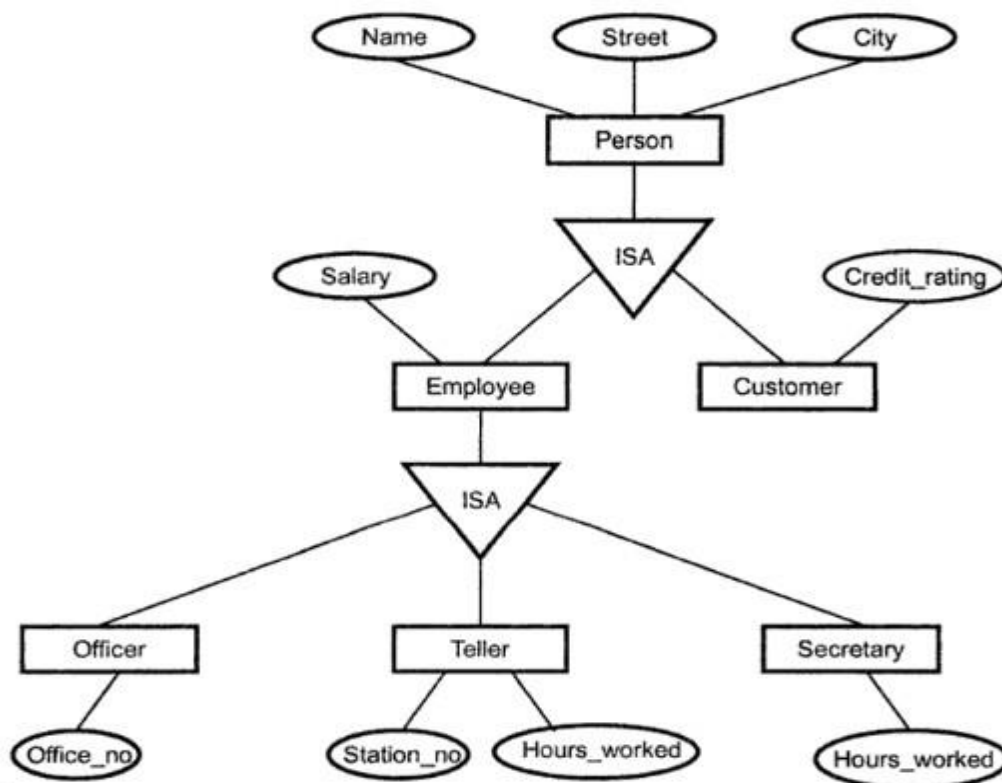 Name
Street
City
Person
ISA
Salary
Credit_rating
Employee
Customer
ISA
Officer
Teller
Secretary
Office_no
Station_no
Hours_worked
Hours_worked